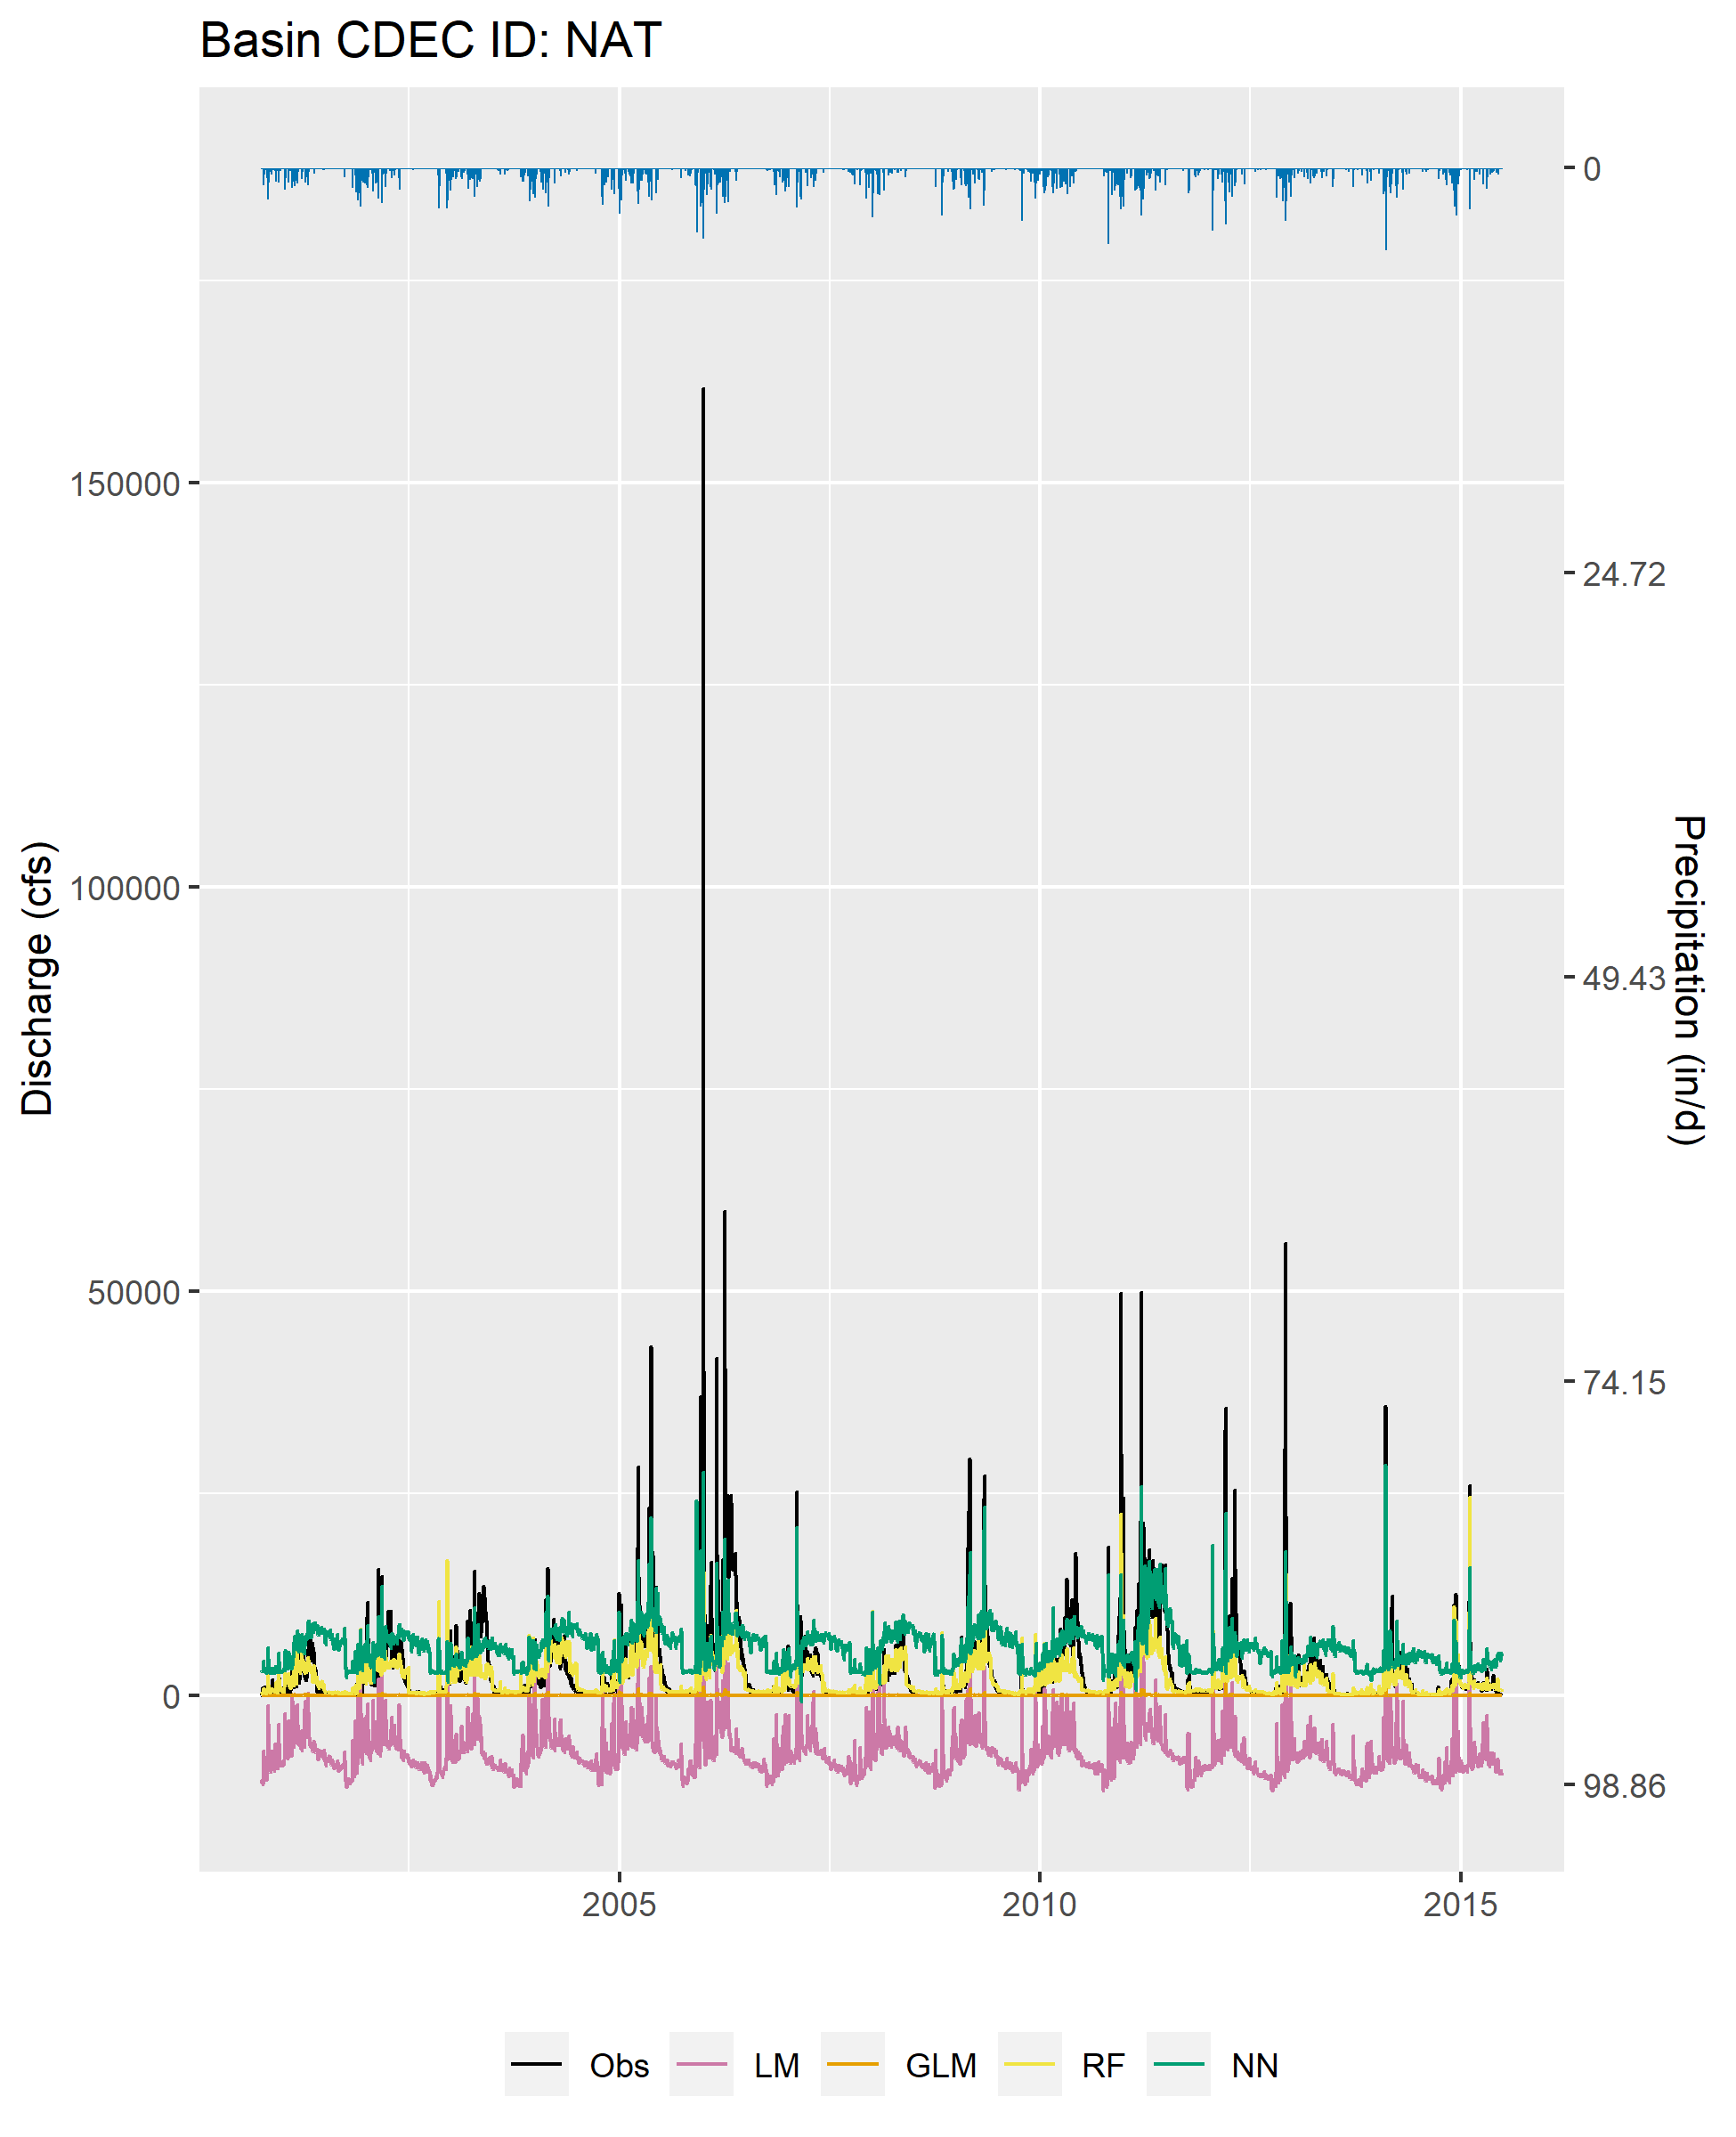 Basin CDEC ID: NAT
0
150000
24.72
100000
49.43
Discharge (cfs)
Precipitation (in/d)
50000
74.15
0
98.86
2005
2010
2015
Obs
LM
GLM
RF
NN